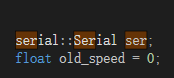 serial::Serial ser;
float old_speed = 0;